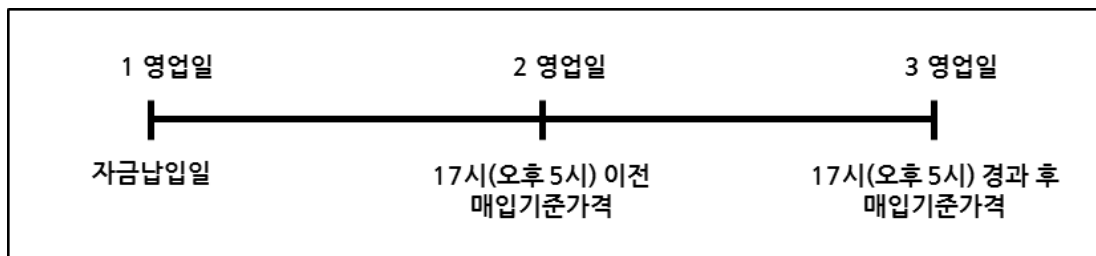 1 영업일
2 영업일
3 영업일
자금납입일
17시(오후 5시) 이전
매입기준가격
17시(오후 5시) 경과 후
매입기준가격